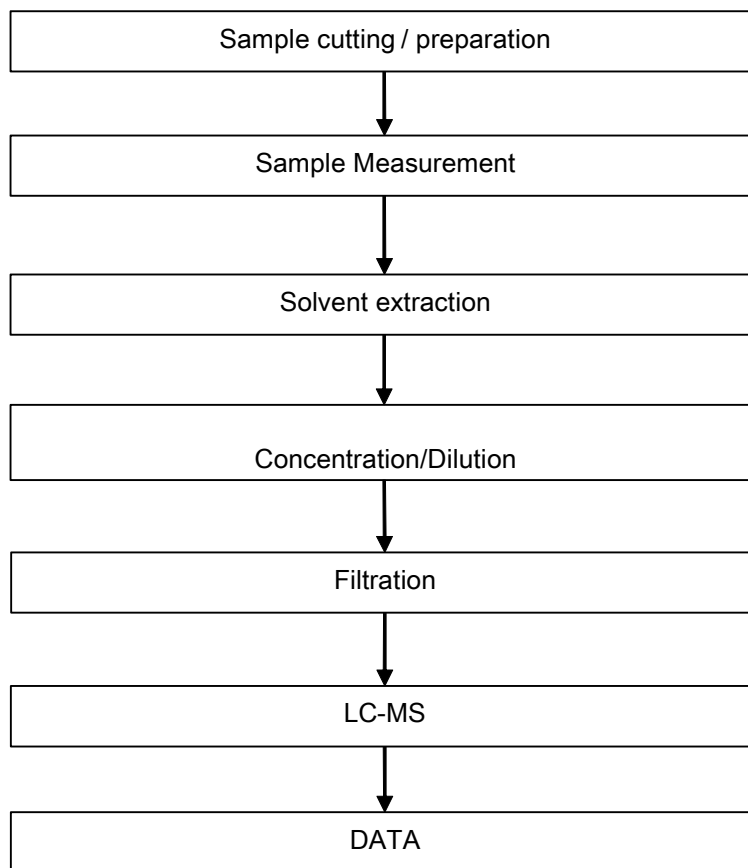 Sample cutting / preparation
Sample Measurement
Solvent extraction
Concentration/Dilution
Filtration
LC-MS
DATA